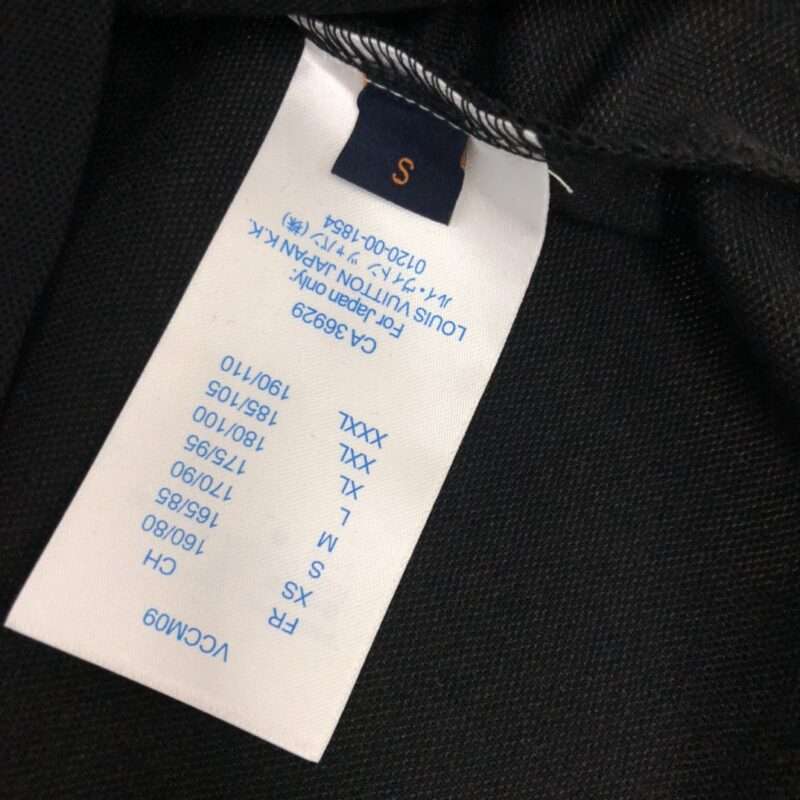 VCCM09
FR CH
XS 160/80
S 165/85
M 170/90
L 175/95
XL 180/100
XXL 185/105
XXXL 190/110
CA 36929
For Japan only:
LOUIS VUITTON JAPAN K.K.
ルイ・ヴィトン ジャパン (株)
0120-00-1854
S